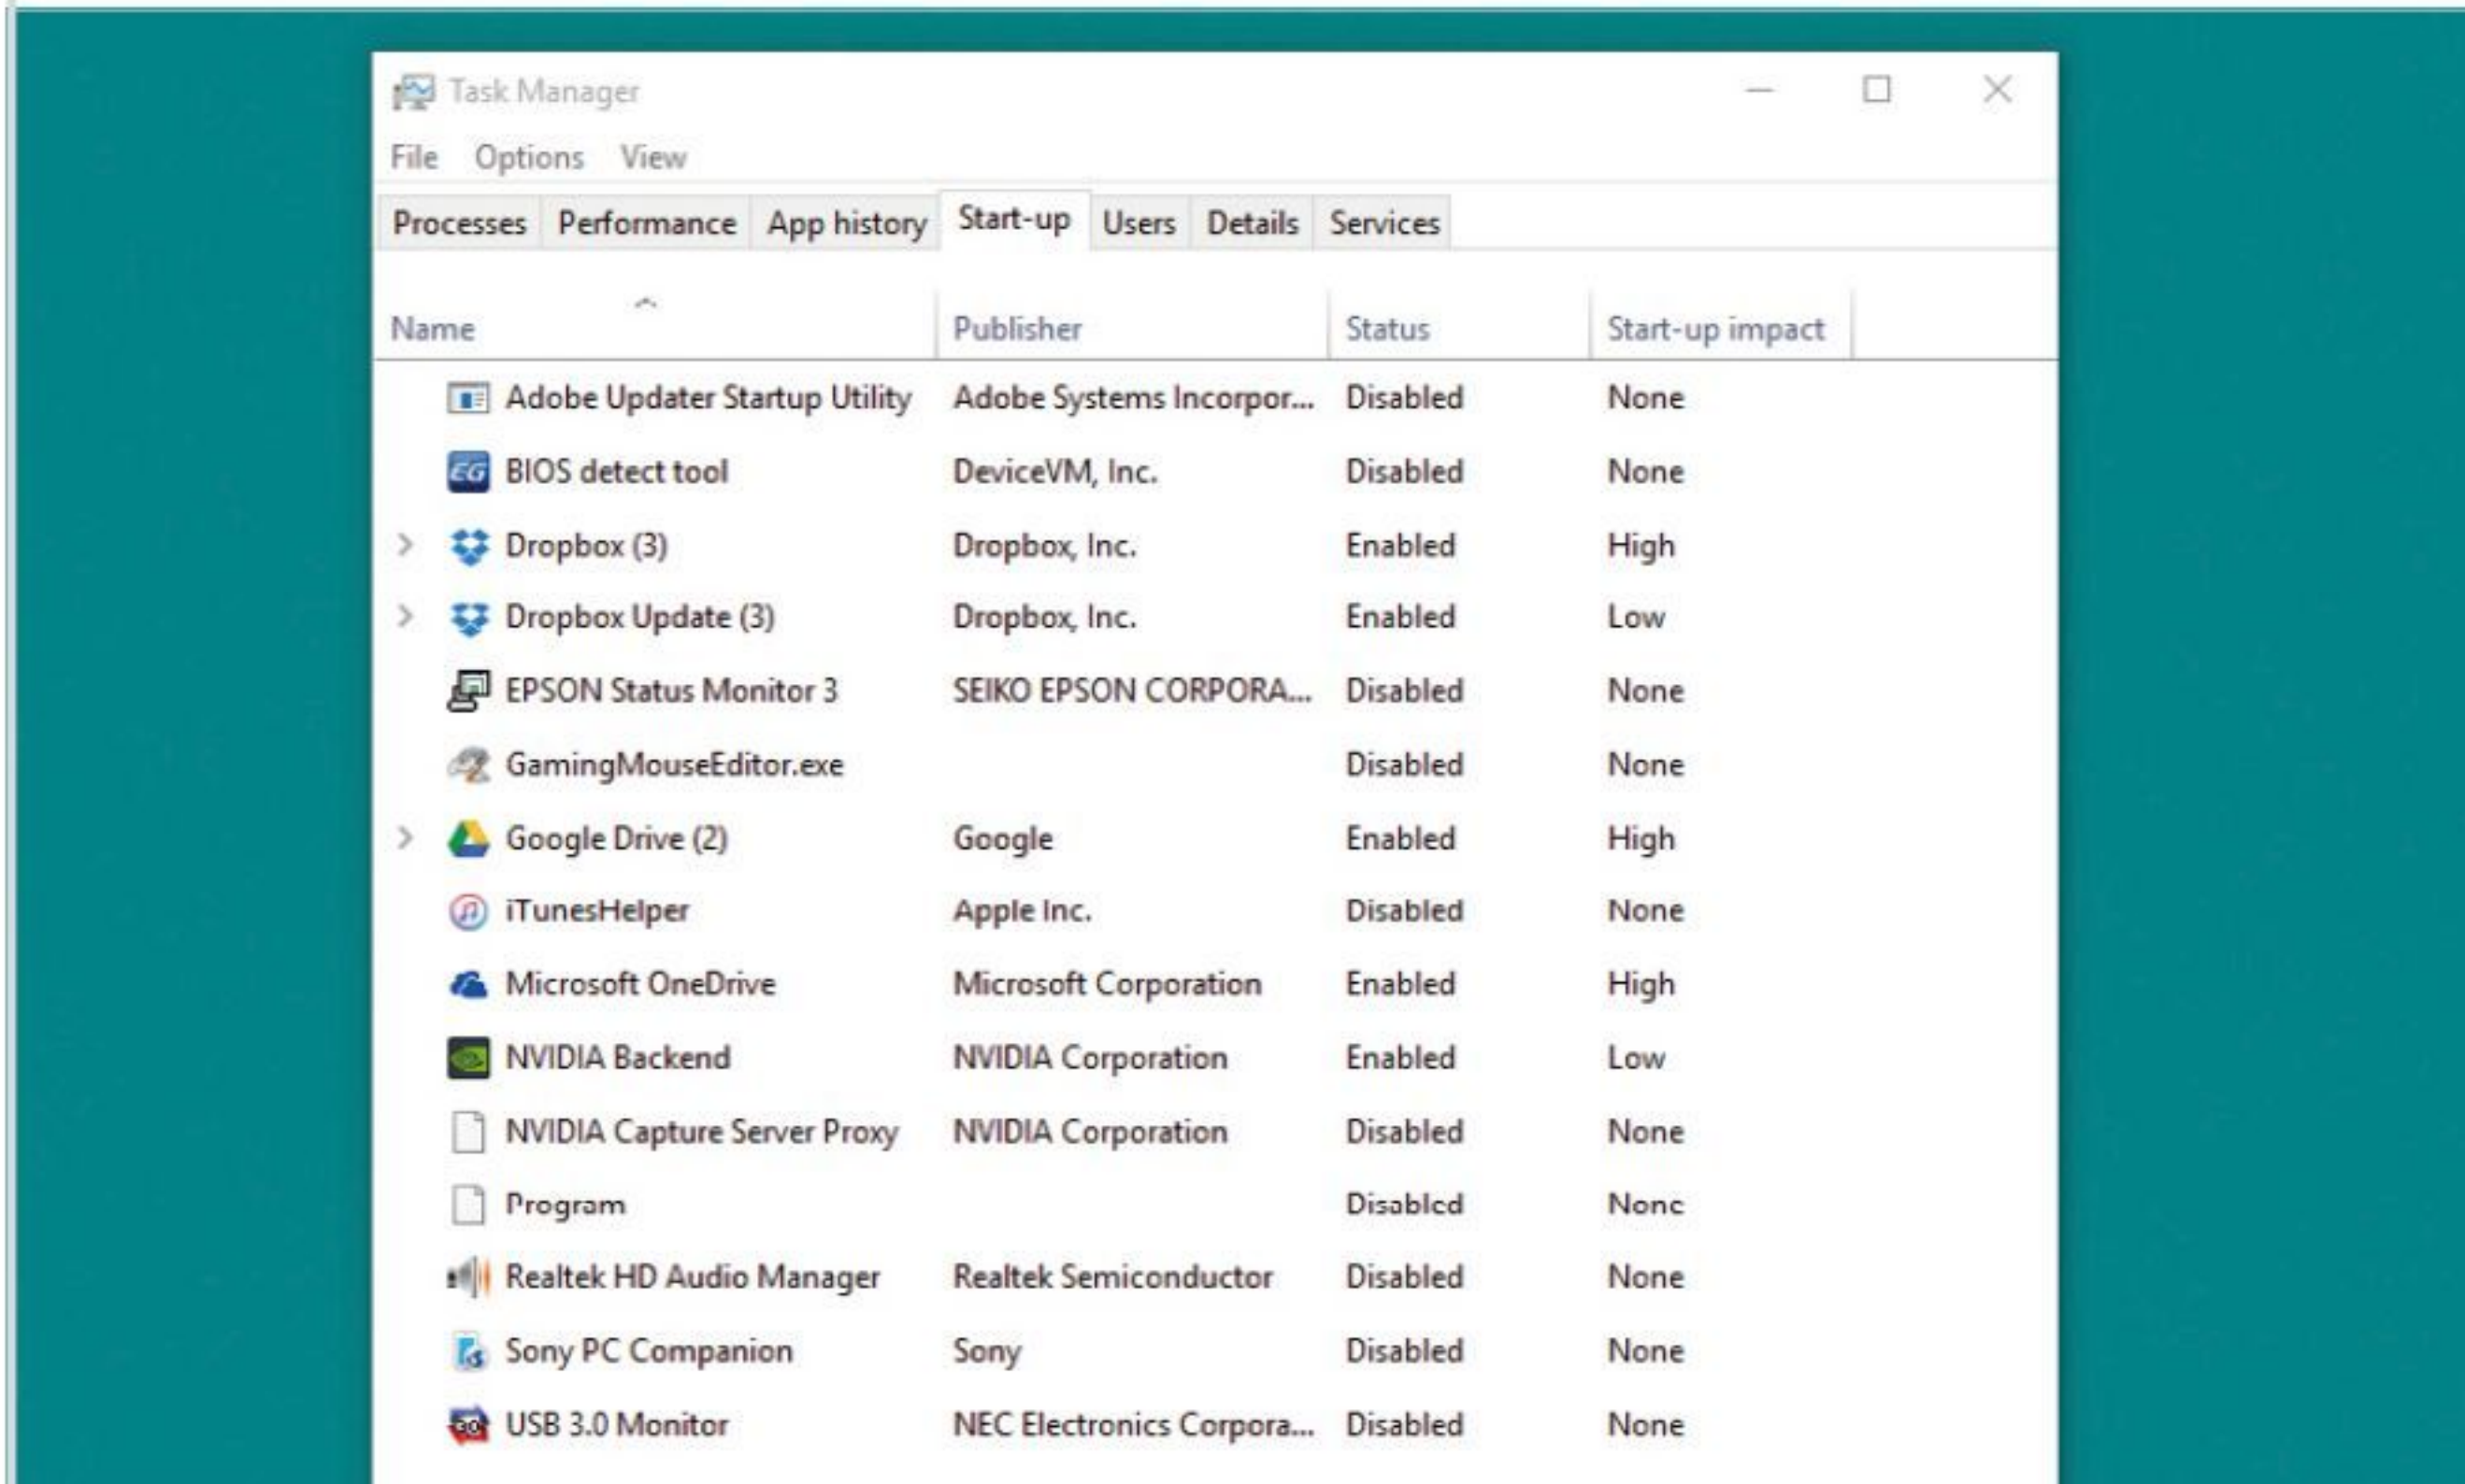 Task Manager
File Options View
Processes Performance App history Start-up Users Details Services
Name Publisher Status Start-up impact
Adobe Updater Startup Utility Adobe Systems Incorpor... Disabled None
EG BIOS detect tool DeviceVM, Inc. Disabled None
Dropbox (3) Dropbox, Inc. Enabled High
Dropbox Update (3) Dropbox, Inc. Enabled Low
EPSON Status Monitor 3 SEIKO EPSON CORPORA... Disabled None
GamingMouseEditor.exe Disabled None
Google Drive (2) Google Enabled High
iTunesHelper Apple Inc. Disabled None
Microsoft OneDrive Microsoft Corporation Enabled High
NVIDIA Backend NVIDIA Corporation Enabled Low
NVIDIA Capture Server Proxy NVIDIA Corporation Disabled None
Program Disabled None
Realtek HD Audio Manager Realtek Semiconductor Disabled None
Sony PC Companion Sony Disabled None
3.0 USB 3.0 Monitor NEC Electronics Corpora... Disabled None